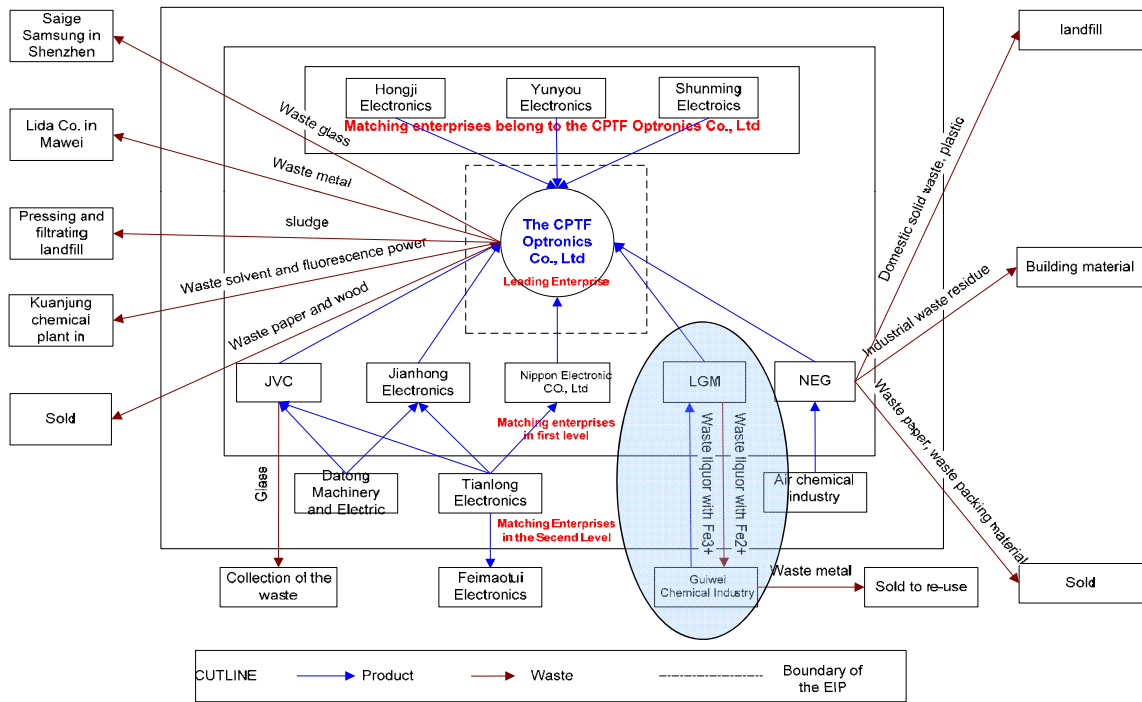 Saige
Samsung in
Shenzhen
landfill
Hongji
Electronics
Yunyou
Electronics
Shunming
Electroics
Matching enterprises belong to the CPTF Optronics Co., Ltd
Lida Co. in
Mawei
Waste glass
Waste metal
Domestic solid waste, plastic
Pressing and
filtrating
landfill
sludge
The CPTF
Optronics
Co., Ltd
Leading Enterprise
Waste solvent and fluorescence power
Building material
Kuanjung
chemical
plant in
Waste paper and wood
Industrial waste residue
JVC
Jianhong
Electronics
Nippon Electronic
CO., Ltd
LGM
NEG
Sold
Matching enterprises
in first level
Waste liquor with Fe3+
Waste liquor with Fe2+
Waste paper, waste packing material
Glass
Datong
Machinery
and Electric
Tianlong
Electronics
Air chemical
industry
Matching Enterprises
in the Second Level
Collection of the
waste
Feimaotui
Electronics
Guiwei
Chemical Industry
Waste metal
Sold to re-use
Sold
CUTLINE
Product
Waste
Boundary of
the EIP